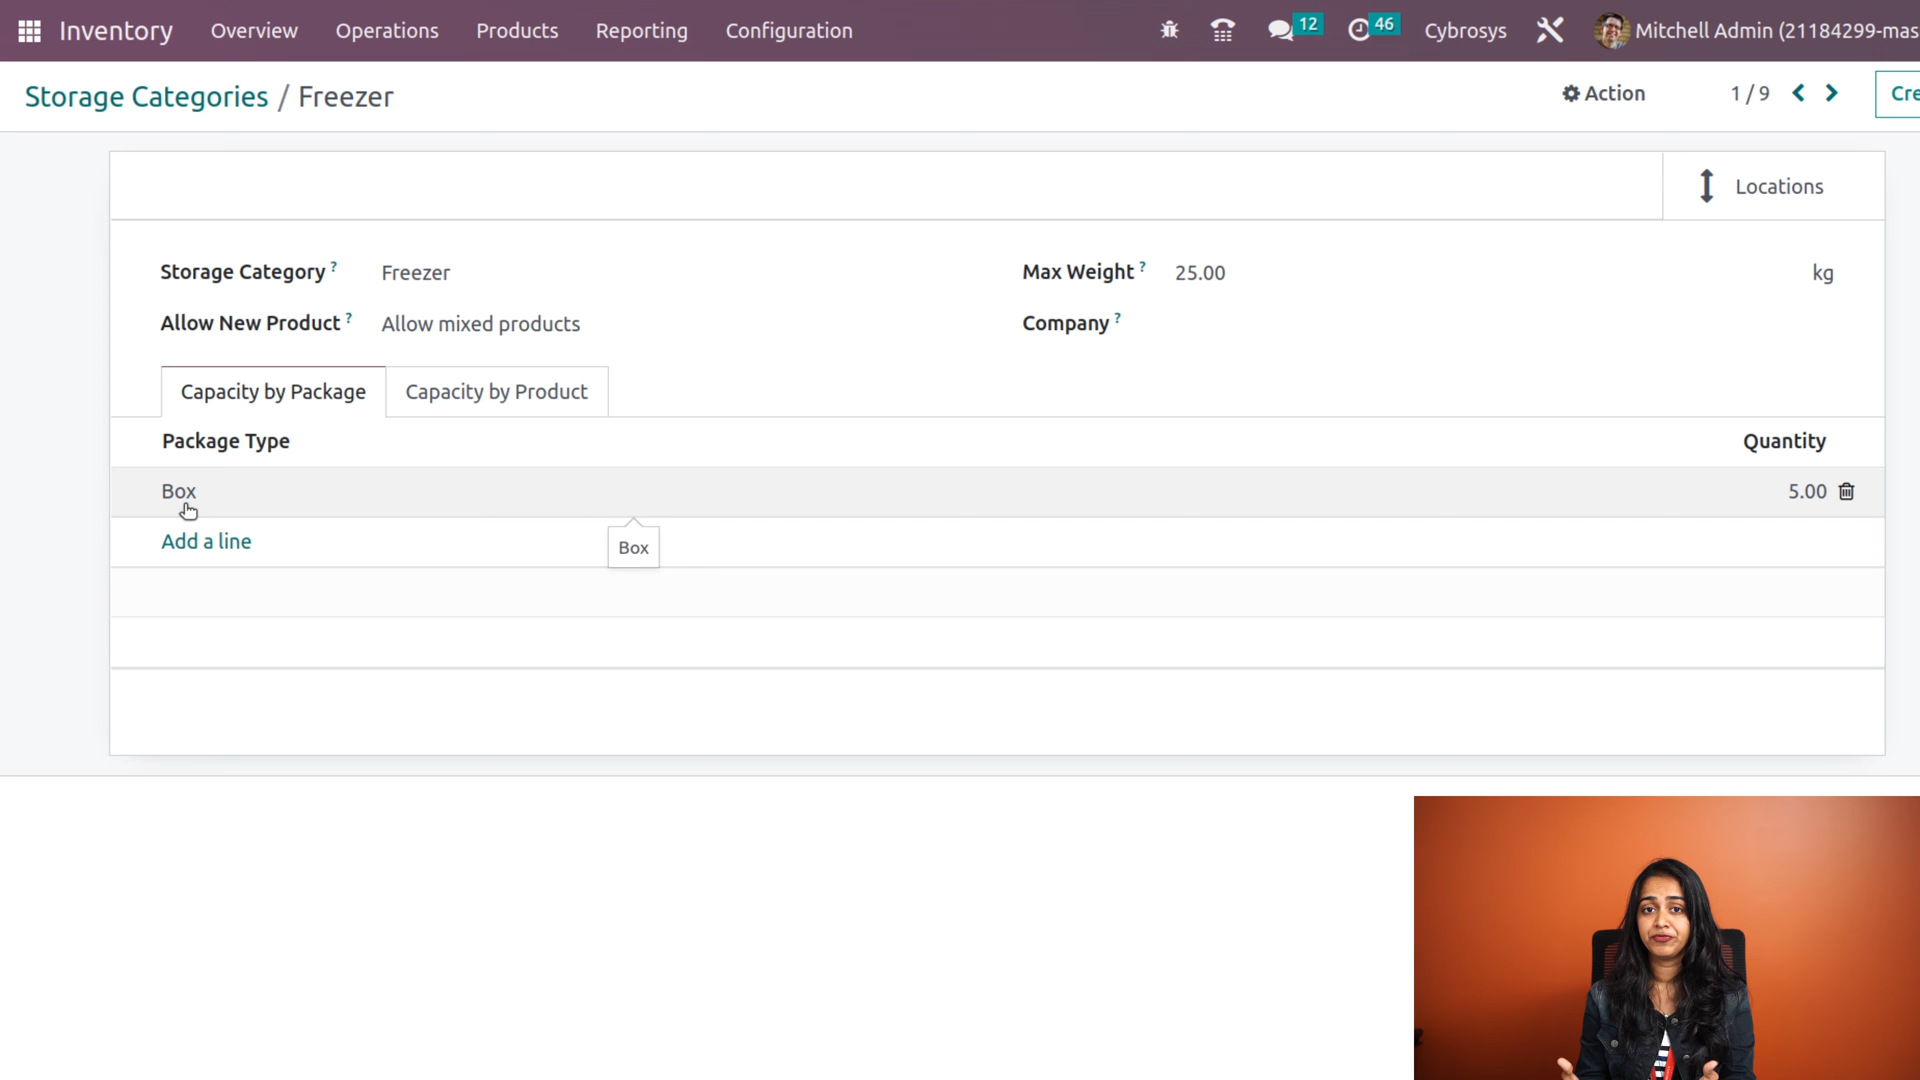 Inventory Overview Operations Products Reporting Configuration 12 46 Cybrosys Mitchell Admin (21184299-mas
Storage Categories / Freezer Action 1 / 9 Cre
Locations
Storage Category ? Freezer Max Weight ? 25.00 kg
Allow New Product ? Allow mixed products Company ?
Capacity by Package Capacity by Product
Package Type Quantity
Box 5.00
Add a line Box